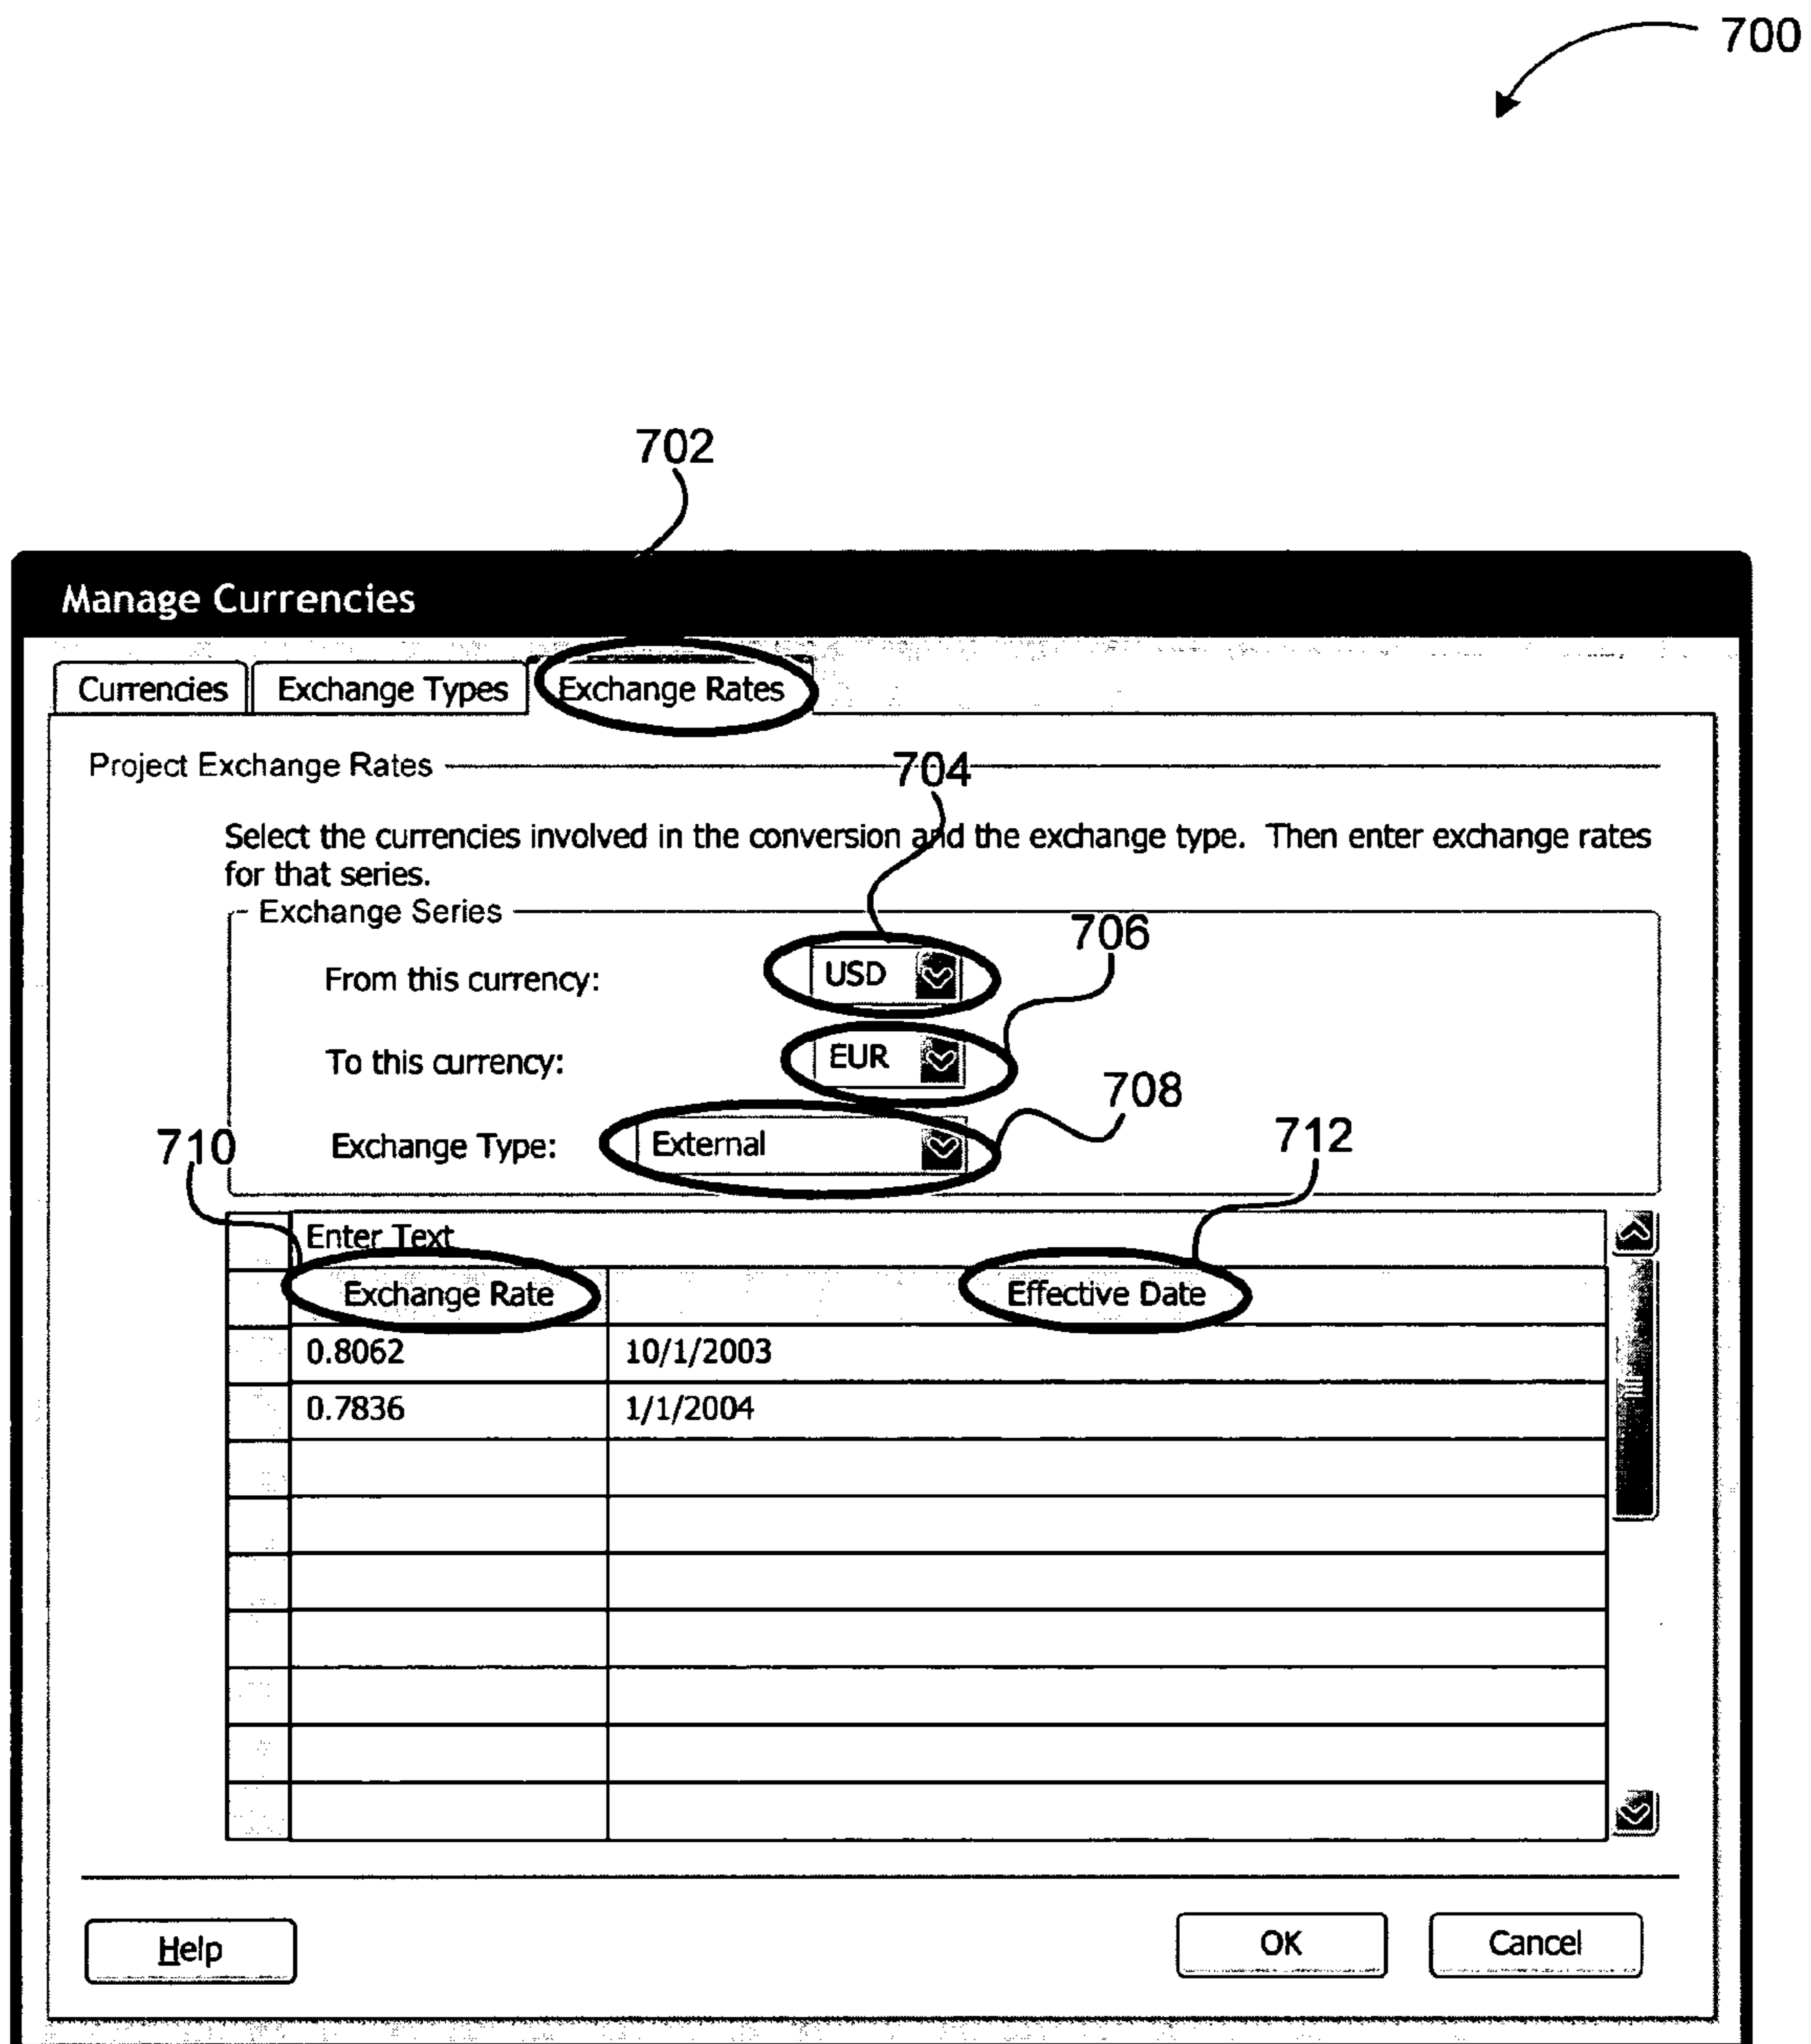 700
702
Manage Currencies
Currencies Exchange Types Exchange Rates
Project Exchange Rates
704
Select the currencies involved in the conversion and the exchange type. Then enter exchange rates
for that series.
Exchange Series
706
From this currency: USD
To this currency: EUR
708
710 Exchange Type: External 712
Enter Text
Exchange Rate Effective Date
0.8062 10/1/2003
0.7836 1/1/2004
Help OK Cancel